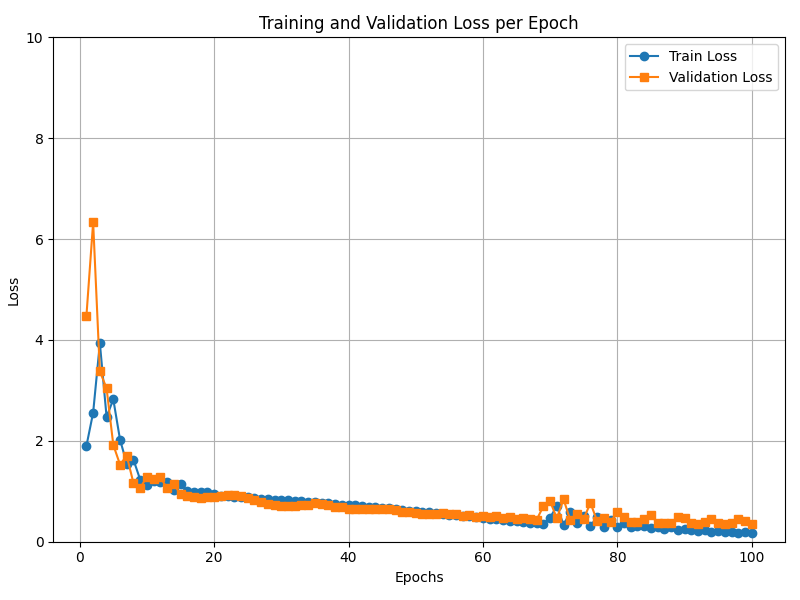 Training and Validation Loss per Epoch
Train Loss
Validation Loss
10
8
6
4
2
0
Loss
0 20 40 60 80 100
Epochs